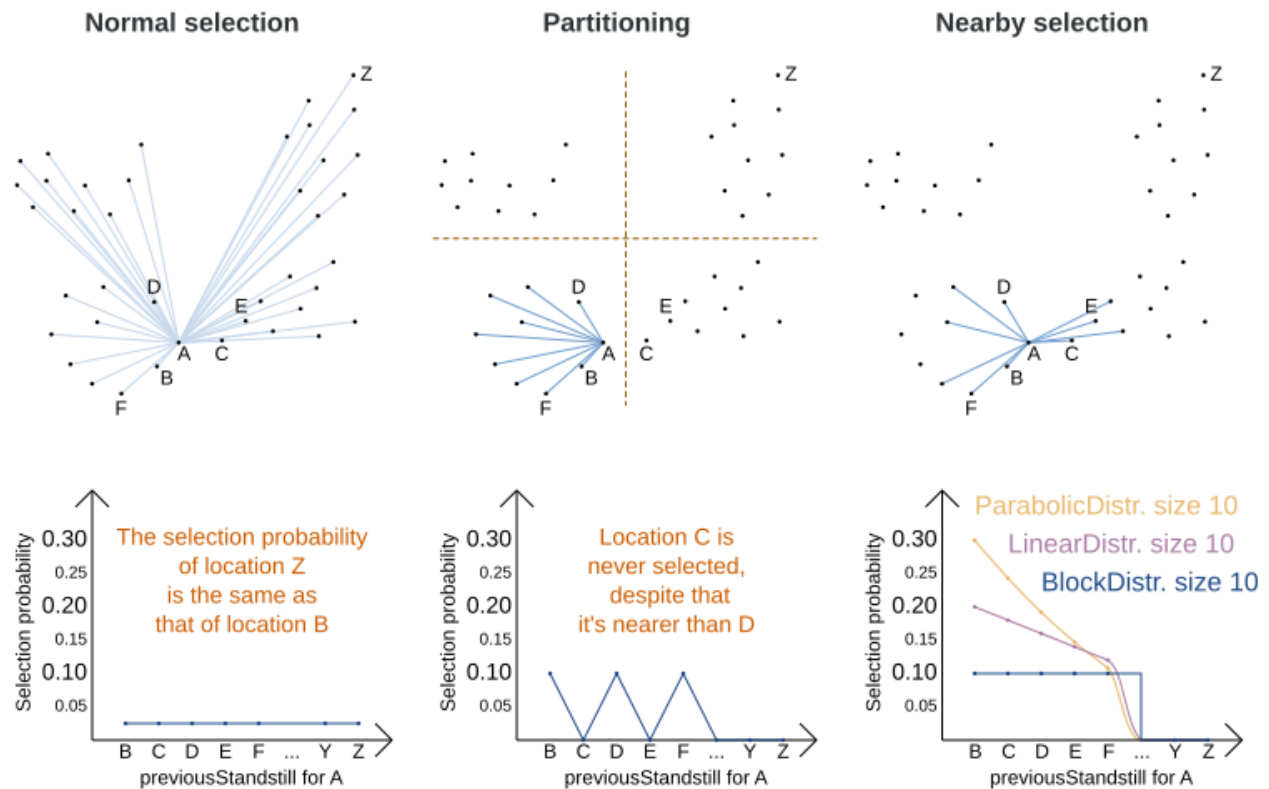 Normal selection
Z
D
E
A
C
B
F
Partitioning
Z
D
E
A
C
B
F
Nearby selection
Z
D
E
A
C
B
F
Selection probability
0.30
0.25
0.20
0.15
0.10
0.05
The selection probability
of location Z
is the same as
that of location B
B C D E F ... Y Z
previousStandstill for A
Selection probability
0.30
0.25
0.20
0.15
0.10
0.05
Location C is
never selected,
despite that
it's nearer than D
B C D E F ... Y Z
previousStandstill for A
Selection probability
0.30
0.25
0.20
0.15
0.10
0.05
ParabolicDistr. size 10
LinearDistr. size 10
BlockDistr. size 10
B C D E F ... Y Z
previousStandstill for A